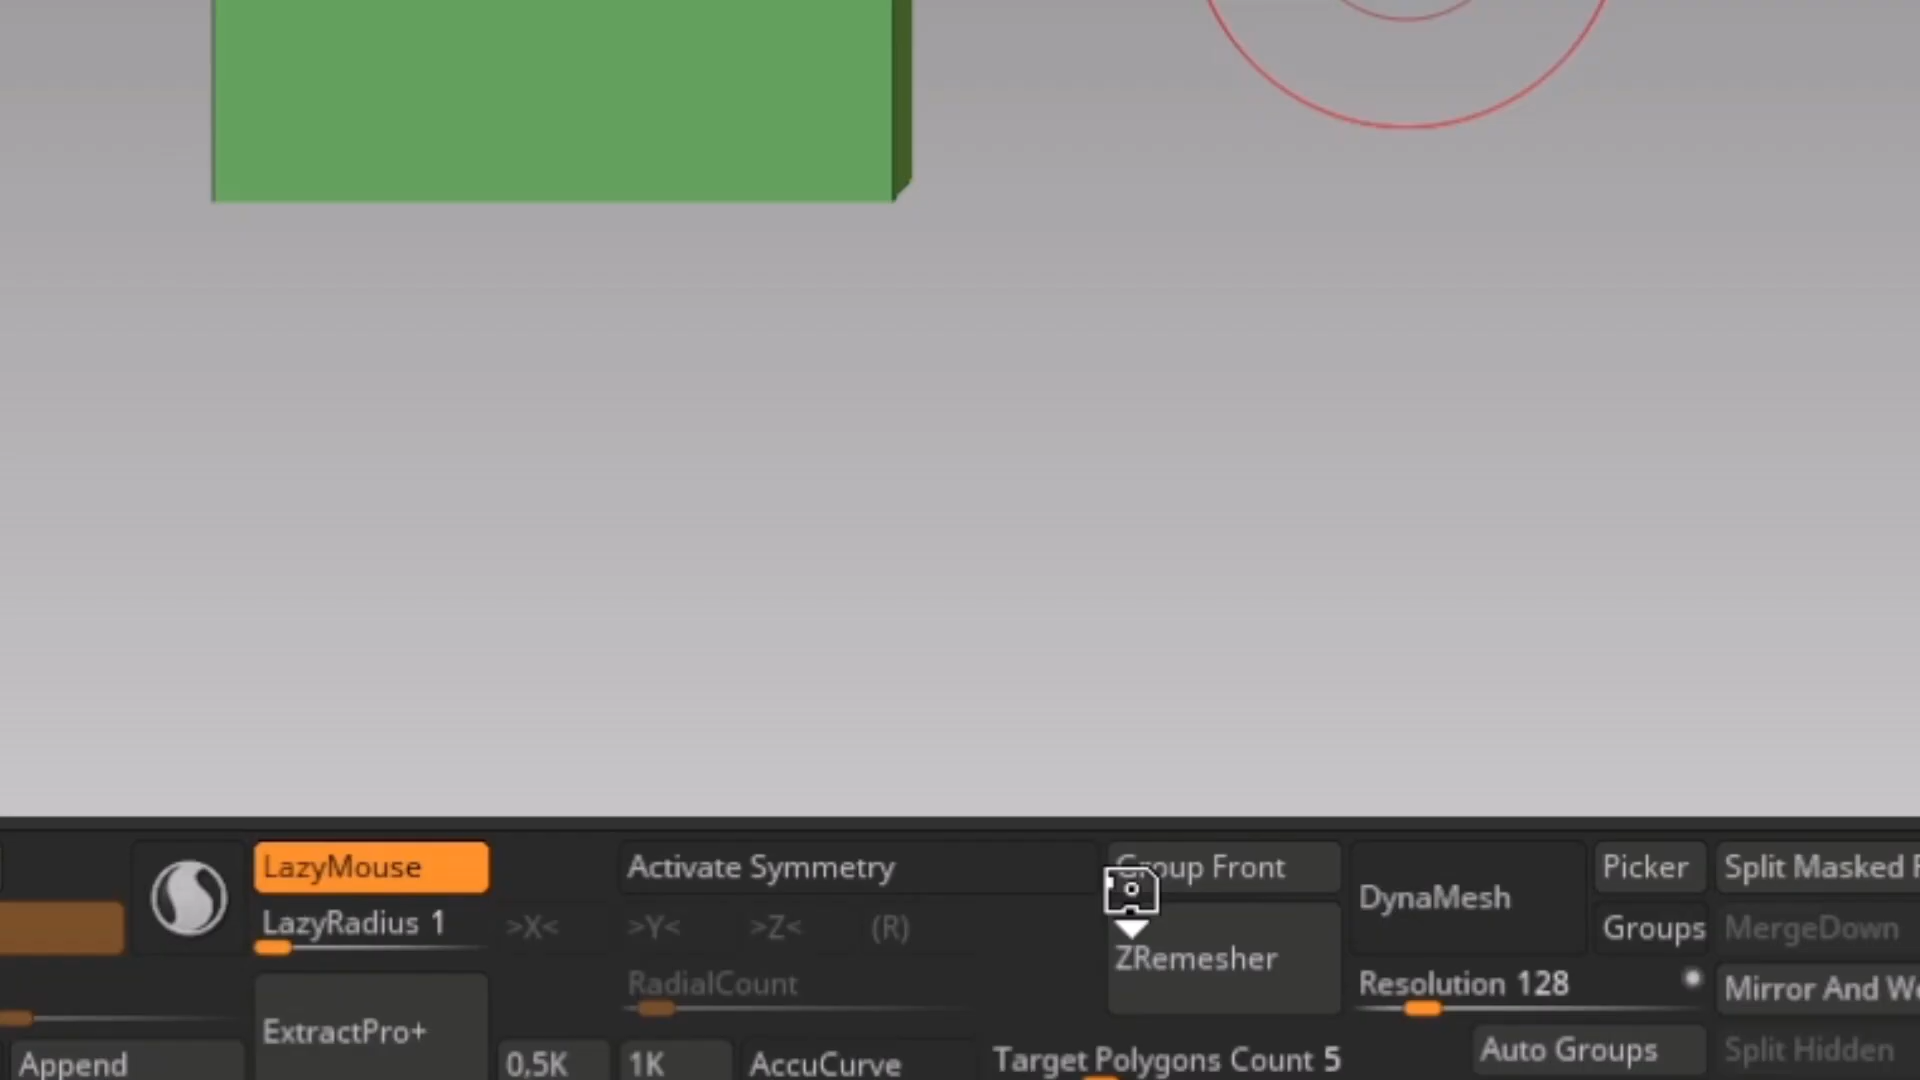 LazyMouse
Activate Symmetry
Group Front
DynaMesh
Picker
Split Masked
LazyRadius 1
>X<
>Y<
>Z<
(R)
ZRemesher
Groups
MergeDown
RadialCount
Resolution 128
Mirror And
ExtractPro+
Append
0,5K
1K
AccuCurve
Target Polygons Count 5
Auto Groups
Split Hidden